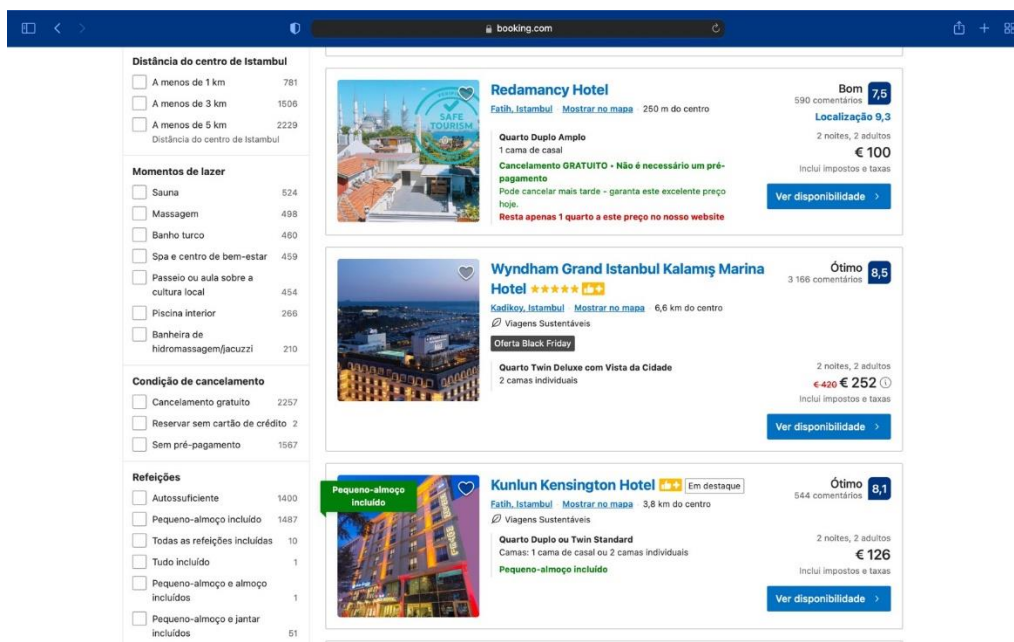 booking.com
Distância do centro de Istambul
A menos de 1 km 781
A menos de 3 km 1506
A menos de 5 km 2229
Distância do centro de Istambul
Momentos de lazer
Sauna 524
Massagem 498
Banho turco 460
Spa e centro de bem-estar 459
Passeio ou aula sobre a
cultura local 454
Piscina interior 266
Banheira de
hidromassagem/jacuzzi 210
Condição de cancelamento
Cancelamento gratuito 2257
Reservar sem cartão de crédito 2
Sem pré-pagamento 1567
Refeições
Autossuficiente 1400
Pequeno-almoço incluído 1487
Todas as refeições incluídas 10
Tudo incluído 1
Pequeno-almoço e almoço
incluídos 1
Pequeno-almoço e jantar
incluídos 51
SAFE
TOURISM
Redamancy Hotel
Fatih, Istambul Mostrar no mapa 250 m do centro
Quarto Duplo Amplo
1 cama de casal
Cancelamento GRATUITO • Não é necessário um pré-
pagamento
Pode cancelar mais tarde - garanta este excelente preço
hoje.
Resta apenas 1 quarto a este preço no nosso website
Bom 7,5
590 comentários
Localização 9,3
2 noites, 2 adultos
€ 100
Inclui impostos e taxas
Ver disponibilidade
Wyndham Grand Istanbul Kalamış Marina
Hotel
Kadikoy, Istambul Mostrar no mapa 6,6 km do centro
Viagens Sustentáveis
Oferta Black Friday
Quarto Twin Deluxe com Vista da Cidade
2 camas individuais
Ótimo 8,5
3 166 comentários
2 noites, 2 adultos
€ 420 € 252
Inclui impostos e taxas
Ver disponibilidade
Pequeno-almoço
incluído
Kunlun Kensington Hotel Em destaque
Fatih, Istambul Mostrar no mapa 3,8 km do centro
Viagens Sustentáveis
Quarto Duplo ou Twin Standard
Camas: 1 cama de casal ou 2 camas individuais
Pequeno-almoço incluído
Ótimo 8,1
544 comentários
2 noites, 2 adultos
€ 126
Inclui impostos e taxas
Ver disponibilidade